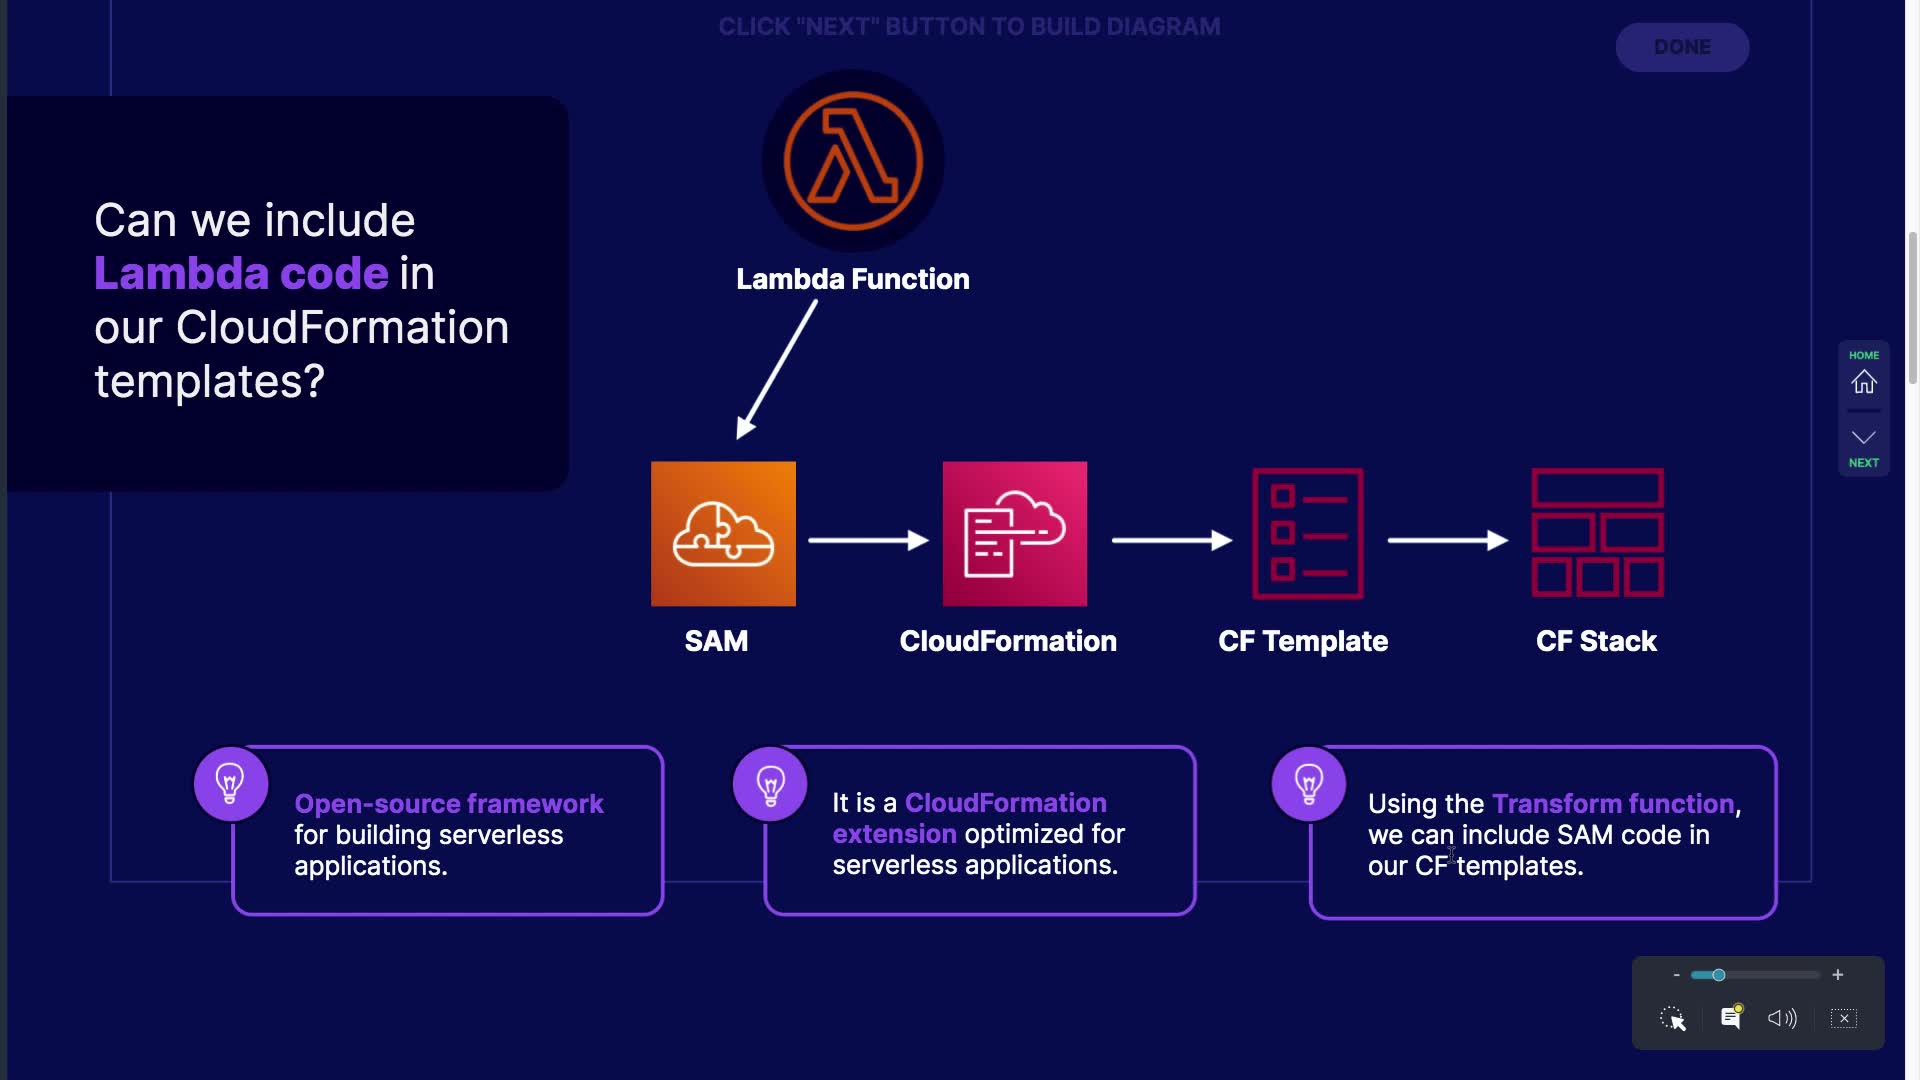 CLICK "NEXT" BUTTON TO BUILD DIAGRAM
DONE
Can we include
Lambda code in
our CloudFormation
templates?
Lambda Function
HOME
NEXT
SAM
CloudFormation
CF Template
CF Stack
Open-source framework
for building serverless
applications.
It is a CloudFormation
extension optimized for
serverless applications.
Using the Transform function,
we can include SAM code in
our CF templates.